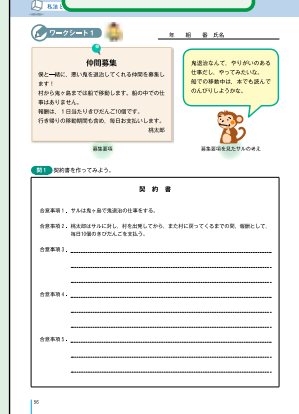 私法と
ワークシート1
年 組 番 氏名
仲間募集
僕と一緒に、悪い鬼を退治してくれる仲間を募集し
ます！
村から鬼ヶ島までは船で移動します。船の中での仕
事はありません。
報酬は、1日当たりきびだんご10個です。
行き帰りの移動期間も含め、毎日お支払いします。
桃太郎
募集要項
鬼退治なんて、やりがいのある
仕事だし、やってみたいな。
船での移動中は、本でも読んで
のんびりしようかな。
募集要項を見たサルの考え
問1 契約書を作ってみよう。
契 約 書
合意事項1．サルは鬼ヶ島で鬼退治の仕事をする。
合意事項2．桃太郎はサルに対し、村を出発してから、また村に戻ってくるまでの間、報酬として、
毎日10個のきびだんごを支払う。
合意事項3．
合意事項4．
合意事項5．
56